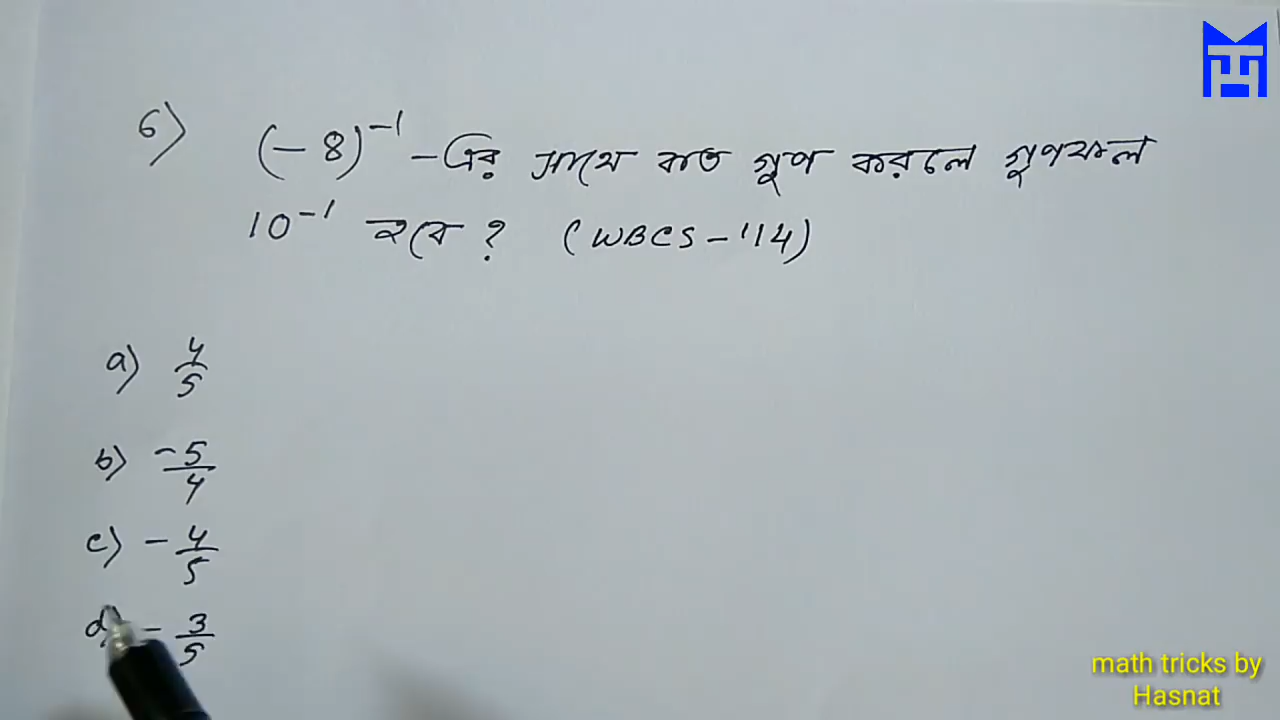 6) (-8)⁻¹ - এর সাথে কত গুণ করলে গুণফল
10⁻¹ হবে ? (WBCS - '14)
a) 4/5
b) -5/4
c) - 4/5
d) - 3/5
math tricks by
Hasnat